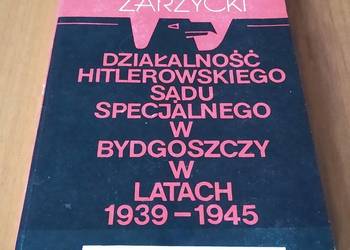 ZARZYCKI
DZIAŁALNOŚĆ
HITLEROWSKIEGO
SĄDU
SPECJALNEGO
W
BYDGOSZCZY
W
LATACH
1939-1945